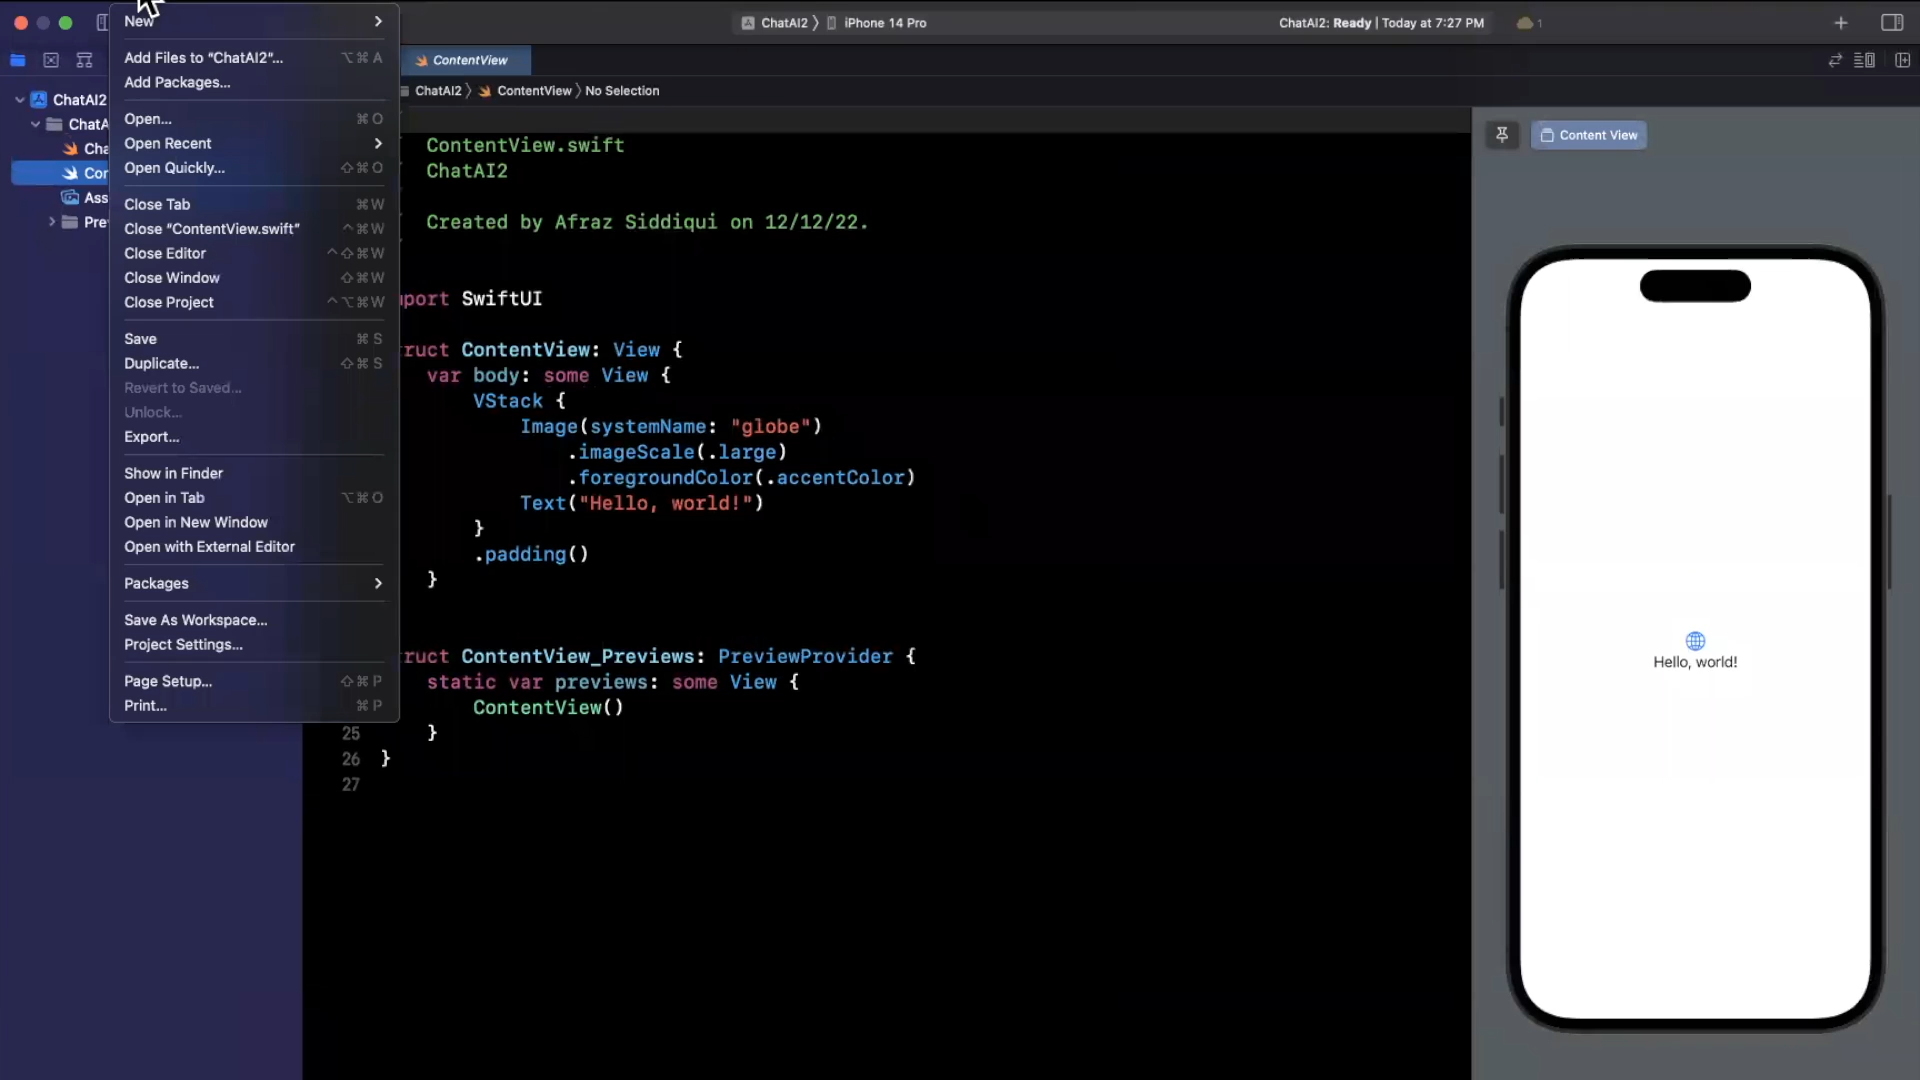 New
ChatAI2 〉 iPhone 14 Pro
ChatAI2: Ready | Today at 7:27 PM
1
Add Files to “ChatAI2”... ⌥⌘A
Add Packages...
Open... ⌘O
Open Recent
Open Quickly... ⇧⌘O
Close Tab ⌘W
Close “ContentView.swift” ^⌘W
Close Editor ^⇧⌘W
Close Window ⇧⌘W
Close Project ^⌥⌘W
Save ⌘S
Duplicate... ⇧⌘S
Revert to Saved...
Unlock...
Export...
Show in Finder
Open in Tab ⌥⌘O
Open in New Window
Open with External Editor
Packages
Save As Workspace...
Project Settings...
Page Setup... ⇧⌘P
Print... ⌘P
ChatAI2
ContentView
ChatAI2 〉 ContentView 〉 No Selection
ContentView.swift
ChatAI2
Created by Afraz Siddiqui on 12/12/22.
port SwiftUI
ruct ContentView: View {
var body: some View {
VStack {
Image(systemName: "globe")
.imageScale(.large)
.foregroundColor(.accentColor)
Text("Hello, world!")
}
.padding()
}
ruct ContentView_Previews: PreviewProvider {
static var previews: some View {
ContentView()
25 }
26 }
27
Content View
Hello, world!